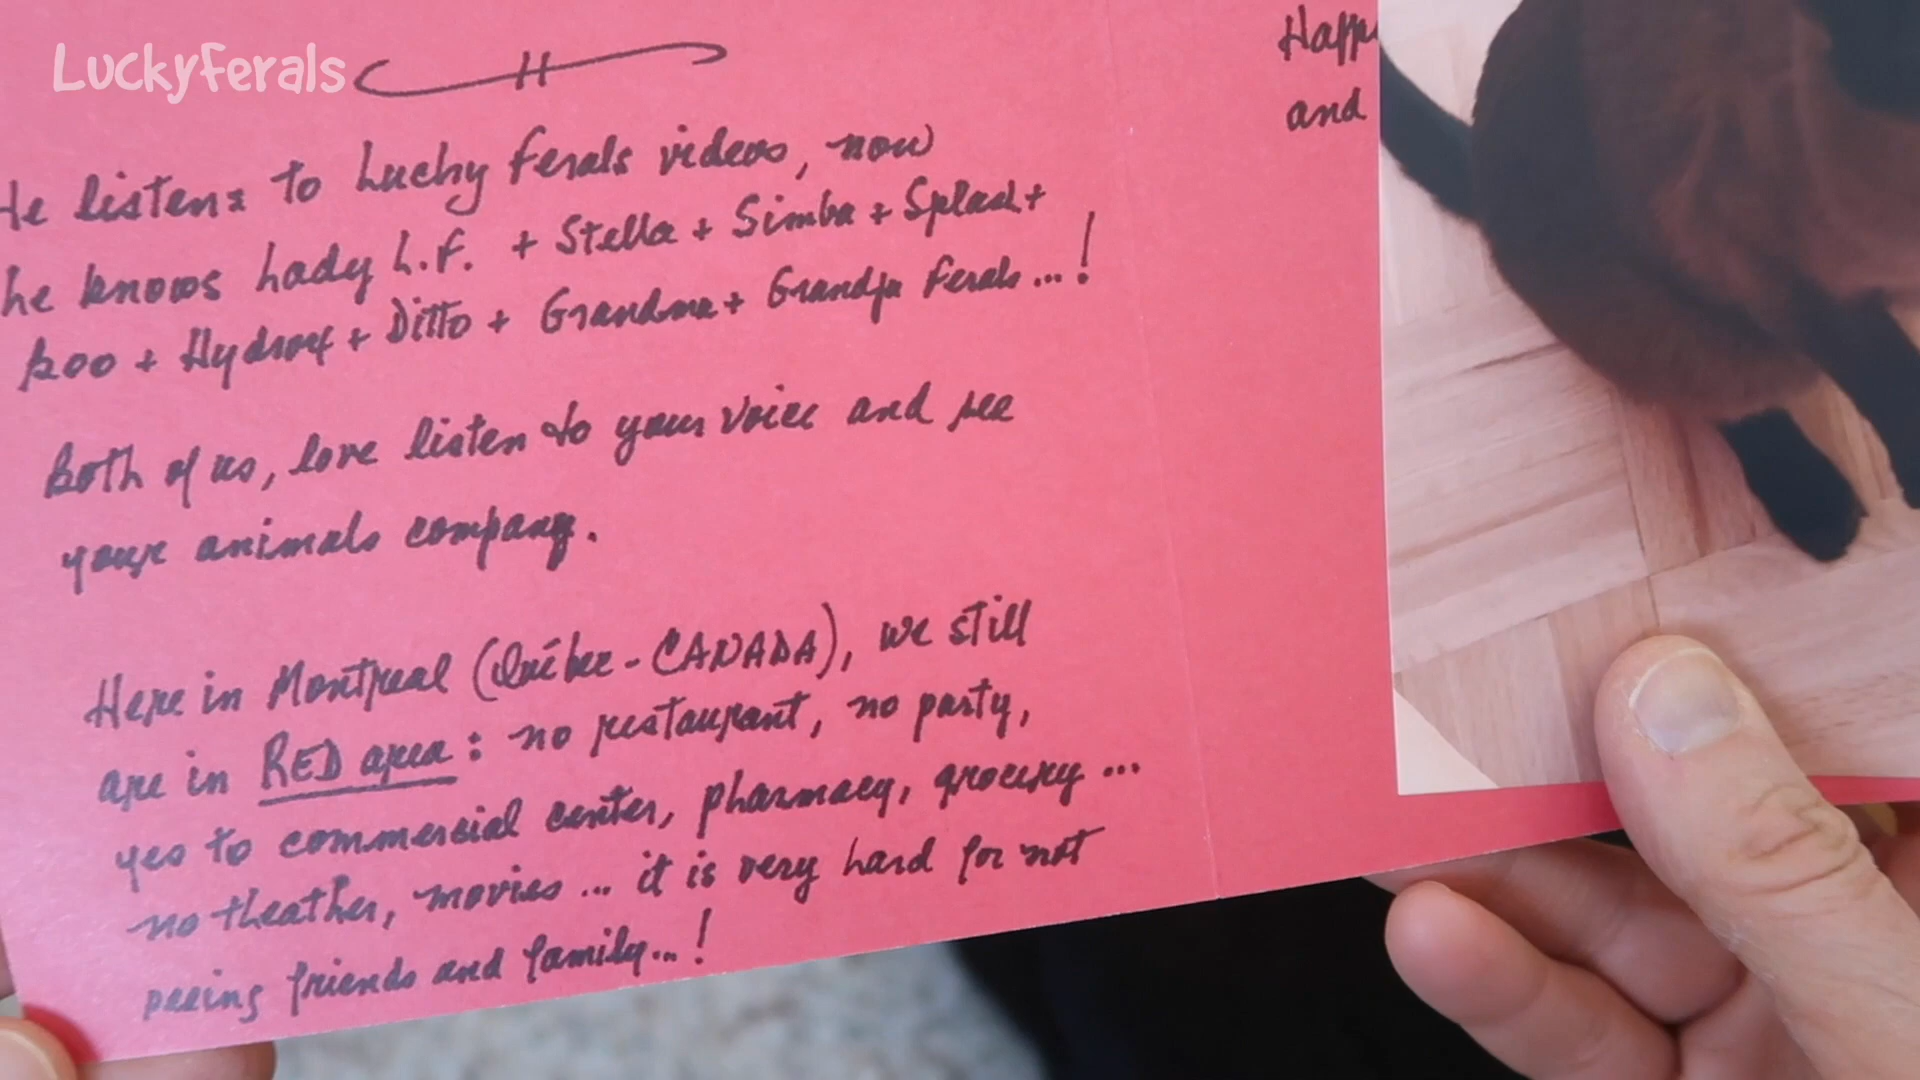 LuckyFerals
He listens to Lucky Ferals videos, now
he knows Lady L.F. + Stella + Simba + Splash +
Boo + Hydrox + Ditto + Grandma + Grandpa Ferals...!
Both of us, love listen to your voice and see
your animals company.
Here in Montreal (Québec - CANADA), we still
are in RED area : no restaurant, no party,
yes to commercial center, pharmacy, grocery...
no theather, movies... it is very hard for not
seeing friends and family...!
and